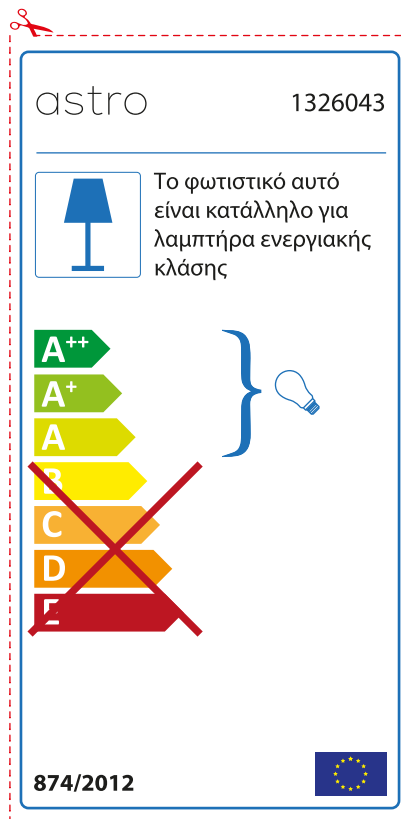 astro
1326043
Το φωτιστικό αυτό
είναι κατάλληλο για
λαμπτήρα ενεργιακής
κλάσης
A++
A+
A
B
C
D
E
874/2012